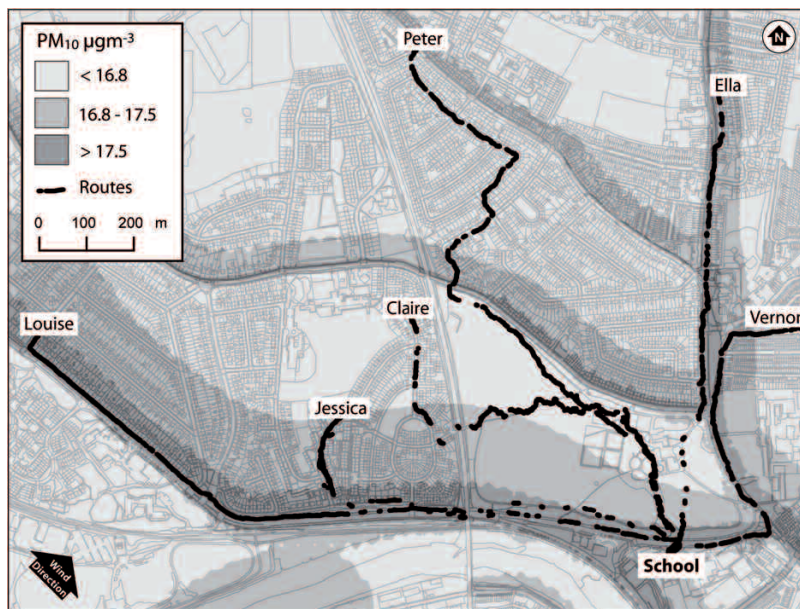 PM10 µgm-3
< 16.8
16.8 - 17.5
> 17.5
Routes
0 100 200 m
N
Peter
Ella
Louise
Claire
Vernon
Jessica
School
Wind
Direction